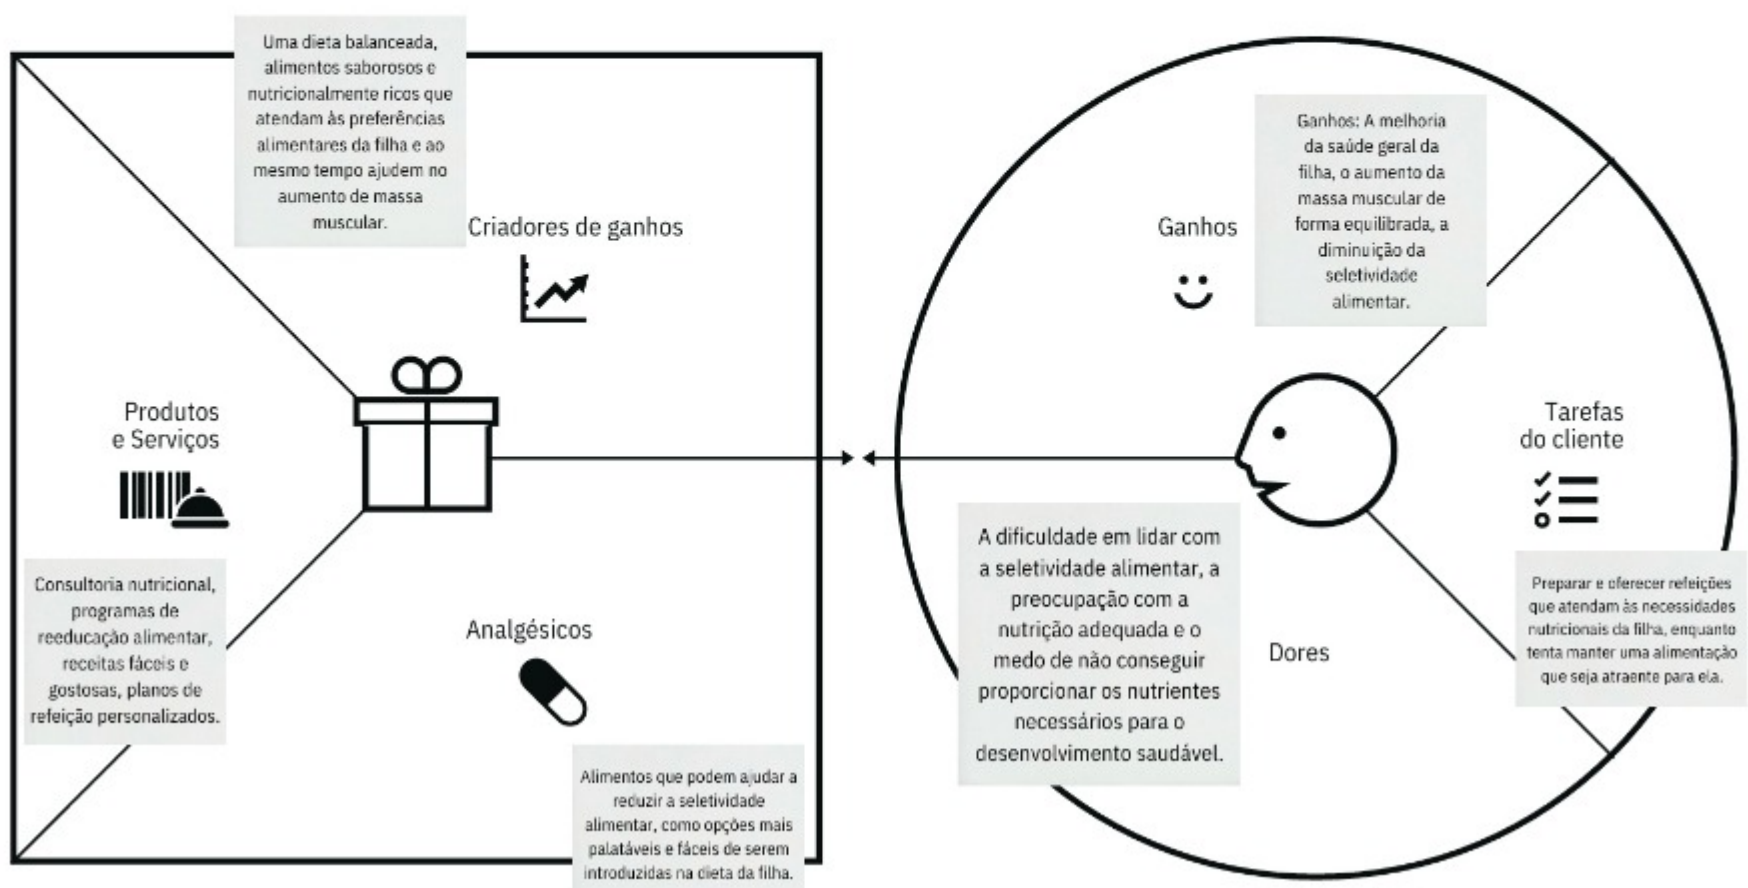 Uma dieta balanceada,
alimentos saborosos e
nutricionalmente ricos que
atendam às preferências
alimentares da filha e ao
mesmo tempo ajudem no
aumento de massa
muscular.
Criadores de ganhos
Produtos
e Serviços
Consultoria nutricional,
programas de
reeducação alimentar,
receitas fáceis e
gostosas, planos de
refeição personalizados.
Analgésicos
Alimentos que podem ajudar a
reduzir a seletividade
alimentar, como opções mais
palatáveis e fáceis de serem
introduzidas na dieta da filha.
Ganhos
Ganhos: A melhoria
da saúde geral da
filha, o aumento da
massa muscular de
forma equilibrada, a
diminuição da
seletividade
alimentar.
Tarefas
do cliente
Preparar e oferecer refeições
que atendam às necessidades
nutricionais da filha, enquanto
tenta manter uma alimentação
que seja atraente para ela.
A dificuldade em lidar com
a seletividade alimentar, a
preocupação com a
nutrição adequada e o
medo de não conseguir
proporcionar os nutrientes
necessários para o
desenvolvimento saudável.
Dores